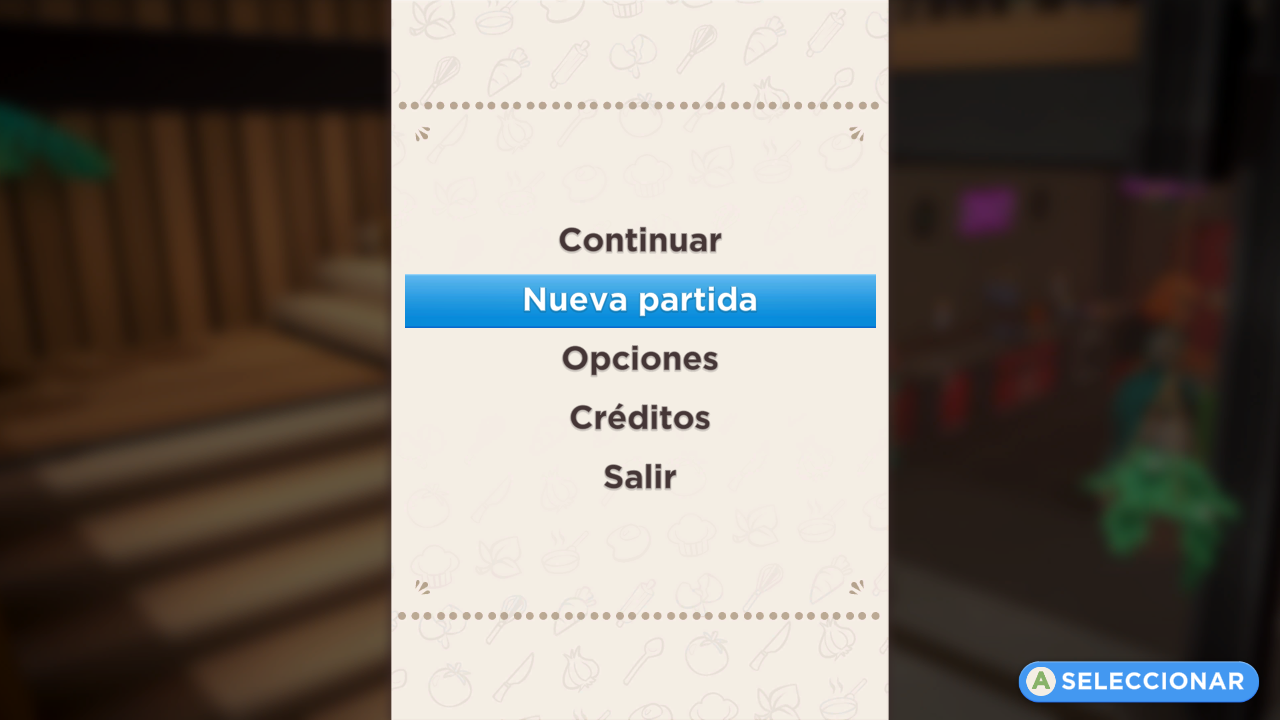 Continuar
Nueva partida
Opciones
Créditos
Salir
A SELECCIONAR